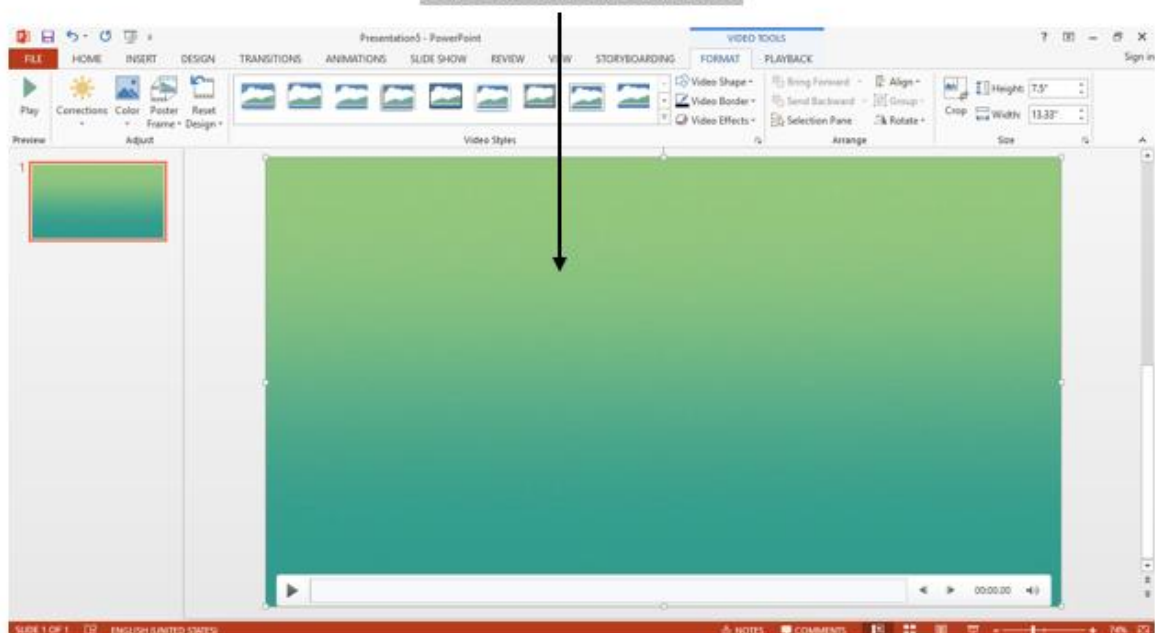 Presentation5 - PowerPoint
VIDEO TOOLS
?
FILE HOME INSERT DESIGN TRANSITIONS ANIMATIONS SLIDE SHOW REVIEW VIEW STORYBOARDING FORMAT PLAYBACK Sign in
Play Corrections Color Poster Frame Reset Design
Video Shape
Video Border
Video Effects
Bring Forward
Send Backward
Selection Pane
Align
Group
Rotate
Crop
Height: 7.5"
Width: 13.33"
Preview Adjust Video Styles Arrange Size
1
00:00.00
SLIDE 1 OF 1 ENGLISH (UNITED STATES) NOTES COMMENTS 74%